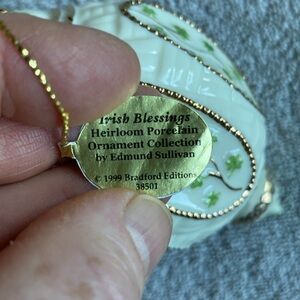 Irish Blessings
Heirloom Porcelain
Ornament Collection
by Edmund Sullivan
© 1999 Bradford Editions
38501